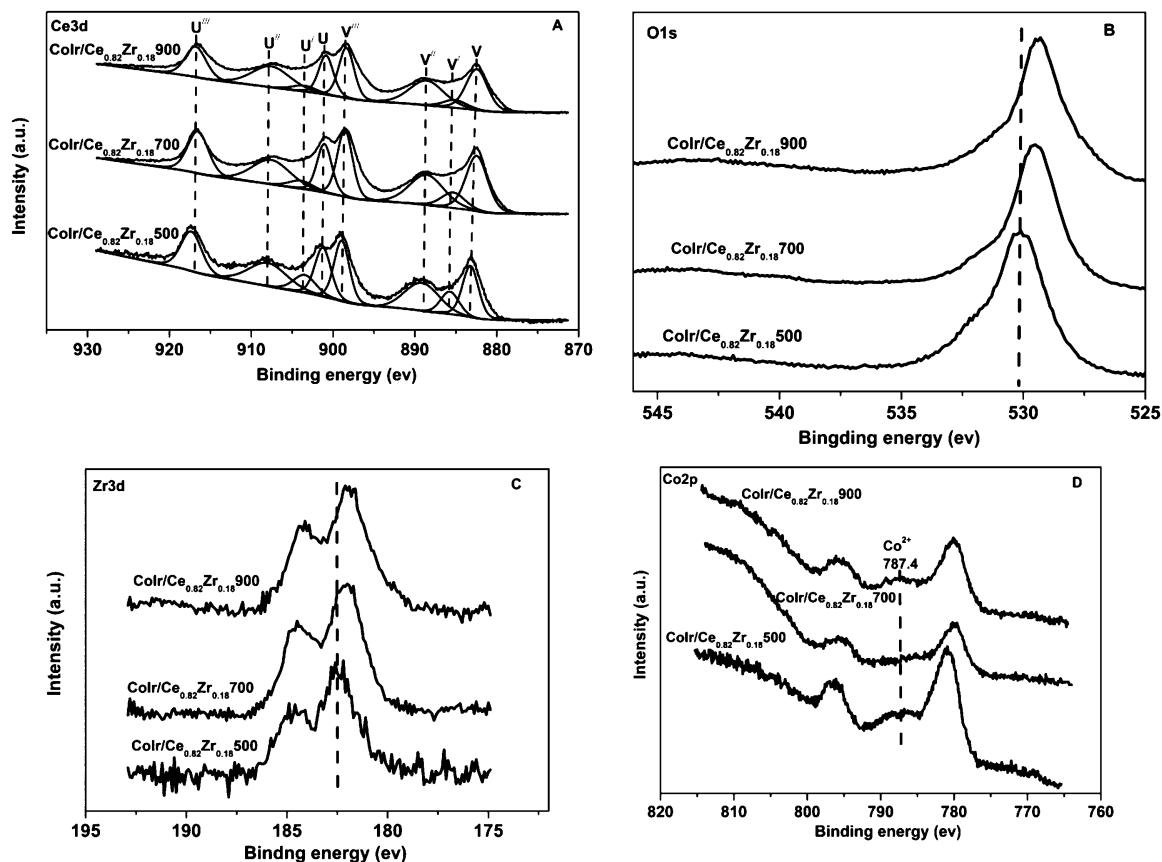 Ce3d
A
U///
U//
U/
U
V///
V//
V/
V
CoIr/Ce0.82Zr0.18900
CoIr/Ce0.82Zr0.18700
CoIr/Ce0.82Zr0.18500
Intensity (a.u.)
930 920 910 900 890 880 870
Binding energy (ev)
O1s
B
CoIr/Ce0.82Zr0.18900
CoIr/Ce0.82Zr0.18700
CoIr/Ce0.82Zr0.18500
Intensity (a.u.)
545 540 535 530 525
Bingding energy (ev)
Zr3d
C
CoIr/Ce0.82Zr0.18900
CoIr/Ce0.82Zr0.18700
CoIr/Ce0.82Zr0.18500
Intensity (a.u.)
195 190 185 180 175
Bindng energy (ev)
Co2p
D
CoIr/Ce0.82Zr0.18900
Co2+
787.4
CoIr/Ce0.82Zr0.18700
CoIr/Ce0.82Zr0.18500
Intensity (a.u.)
820 810 800 790 780 770 760
Binding energy (ev)